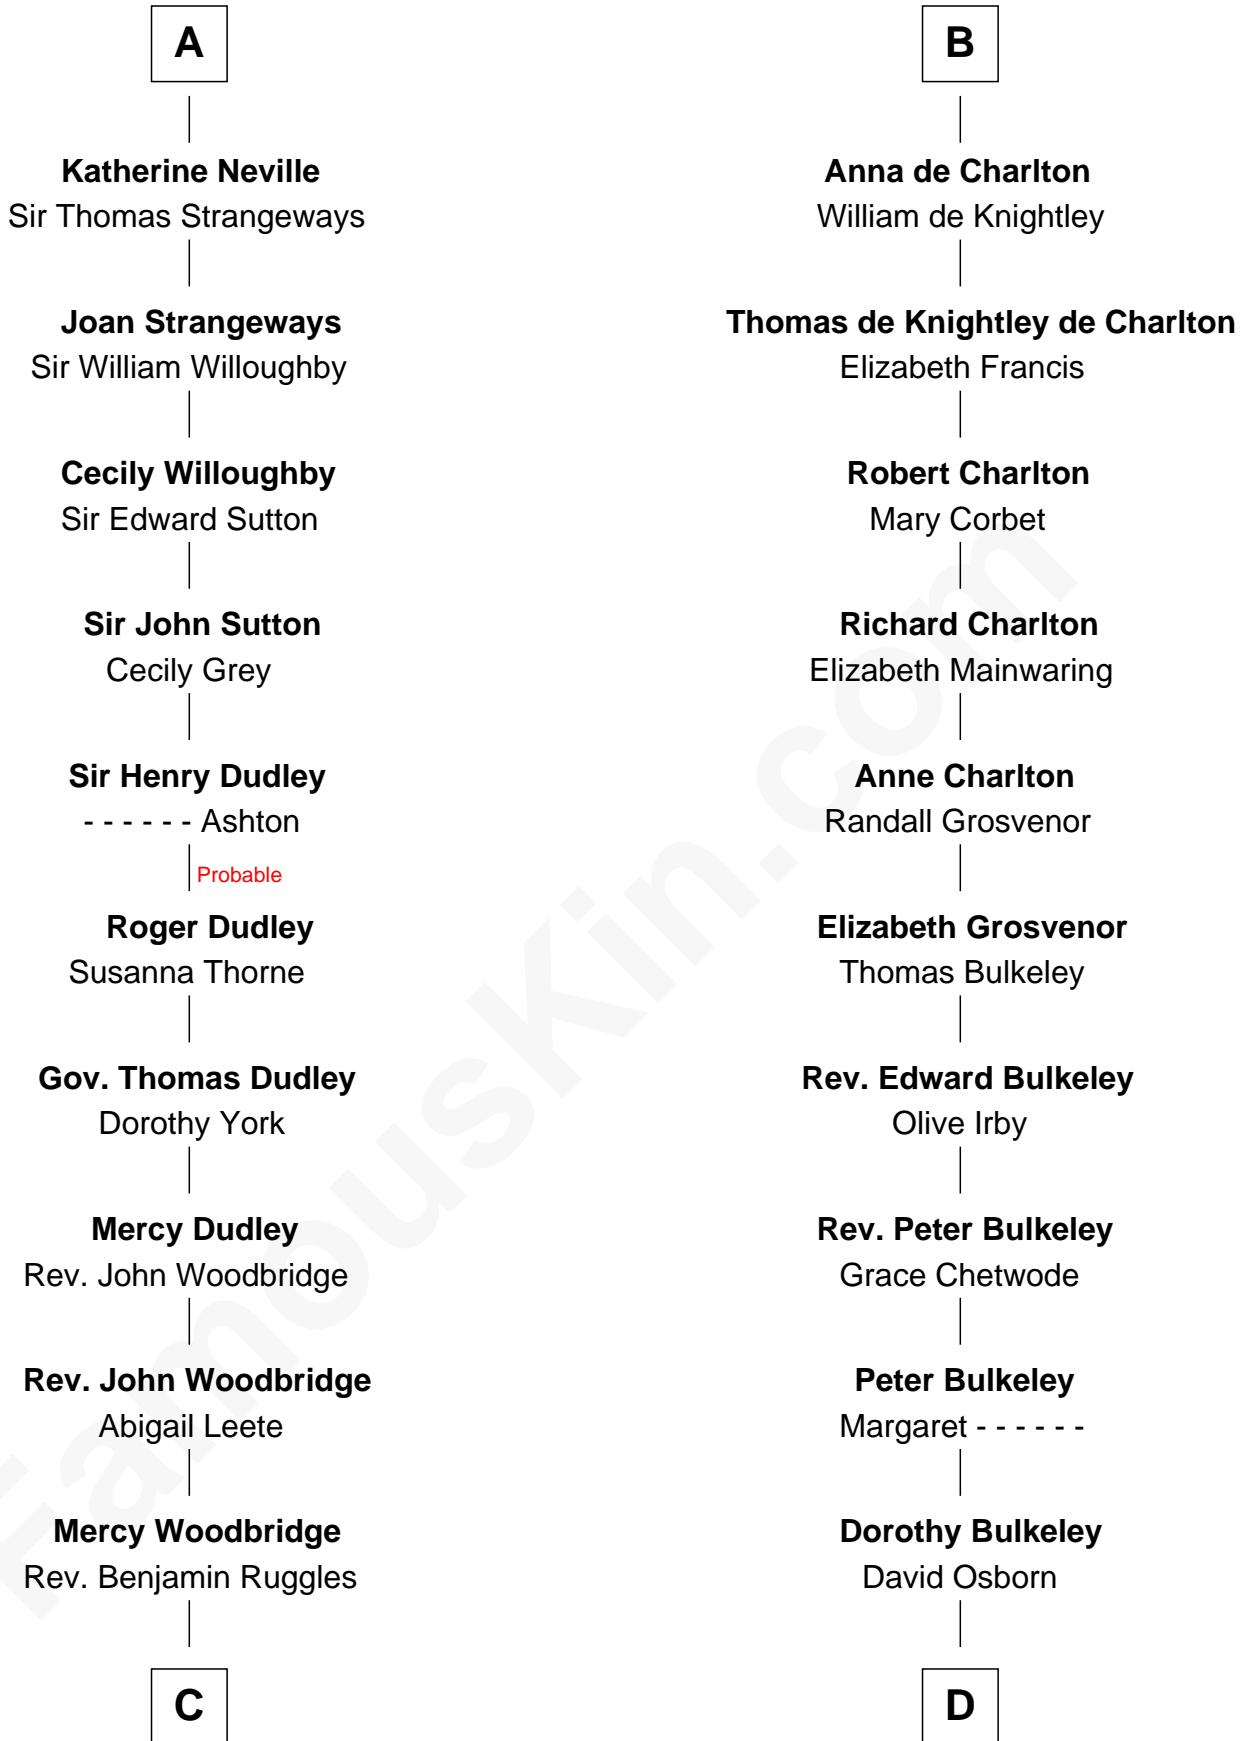 A
Katherine Neville
Sir Thomas Strangeways
Joan Strangeways
Sir William Willoughby
Cecily Willoughby
Sir Edward Sutton
Sir John Sutton
Cecily Grey
Sir Henry Dudley
- - - - - - Ashton
Probable
Roger Dudley
Susanna Thorne
Gov. Thomas Dudley
Dorothy York
Mercy Dudley
Rev. John Woodbridge
Rev. John Woodbridge
Abigail Leete
Mercy Woodbridge
Rev. Benjamin Ruggles
C
B
Anna de Charlton
William de Knightley
Thomas de Knightley de Charlton
Elizabeth Francis
Robert Charlton
Mary Corbet
Richard Charlton
Elizabeth Mainwaring
Anne Charlton
Randall Grosvenor
Elizabeth Grosvenor
Thomas Bulkeley
Rev. Edward Bulkeley
Olive Irby
Rev. Peter Bulkeley
Grace Chetwode
Peter Bulkeley
Margaret - - - - - -
Dorothy Bulkeley
David Osborn
D
FamousKin.com